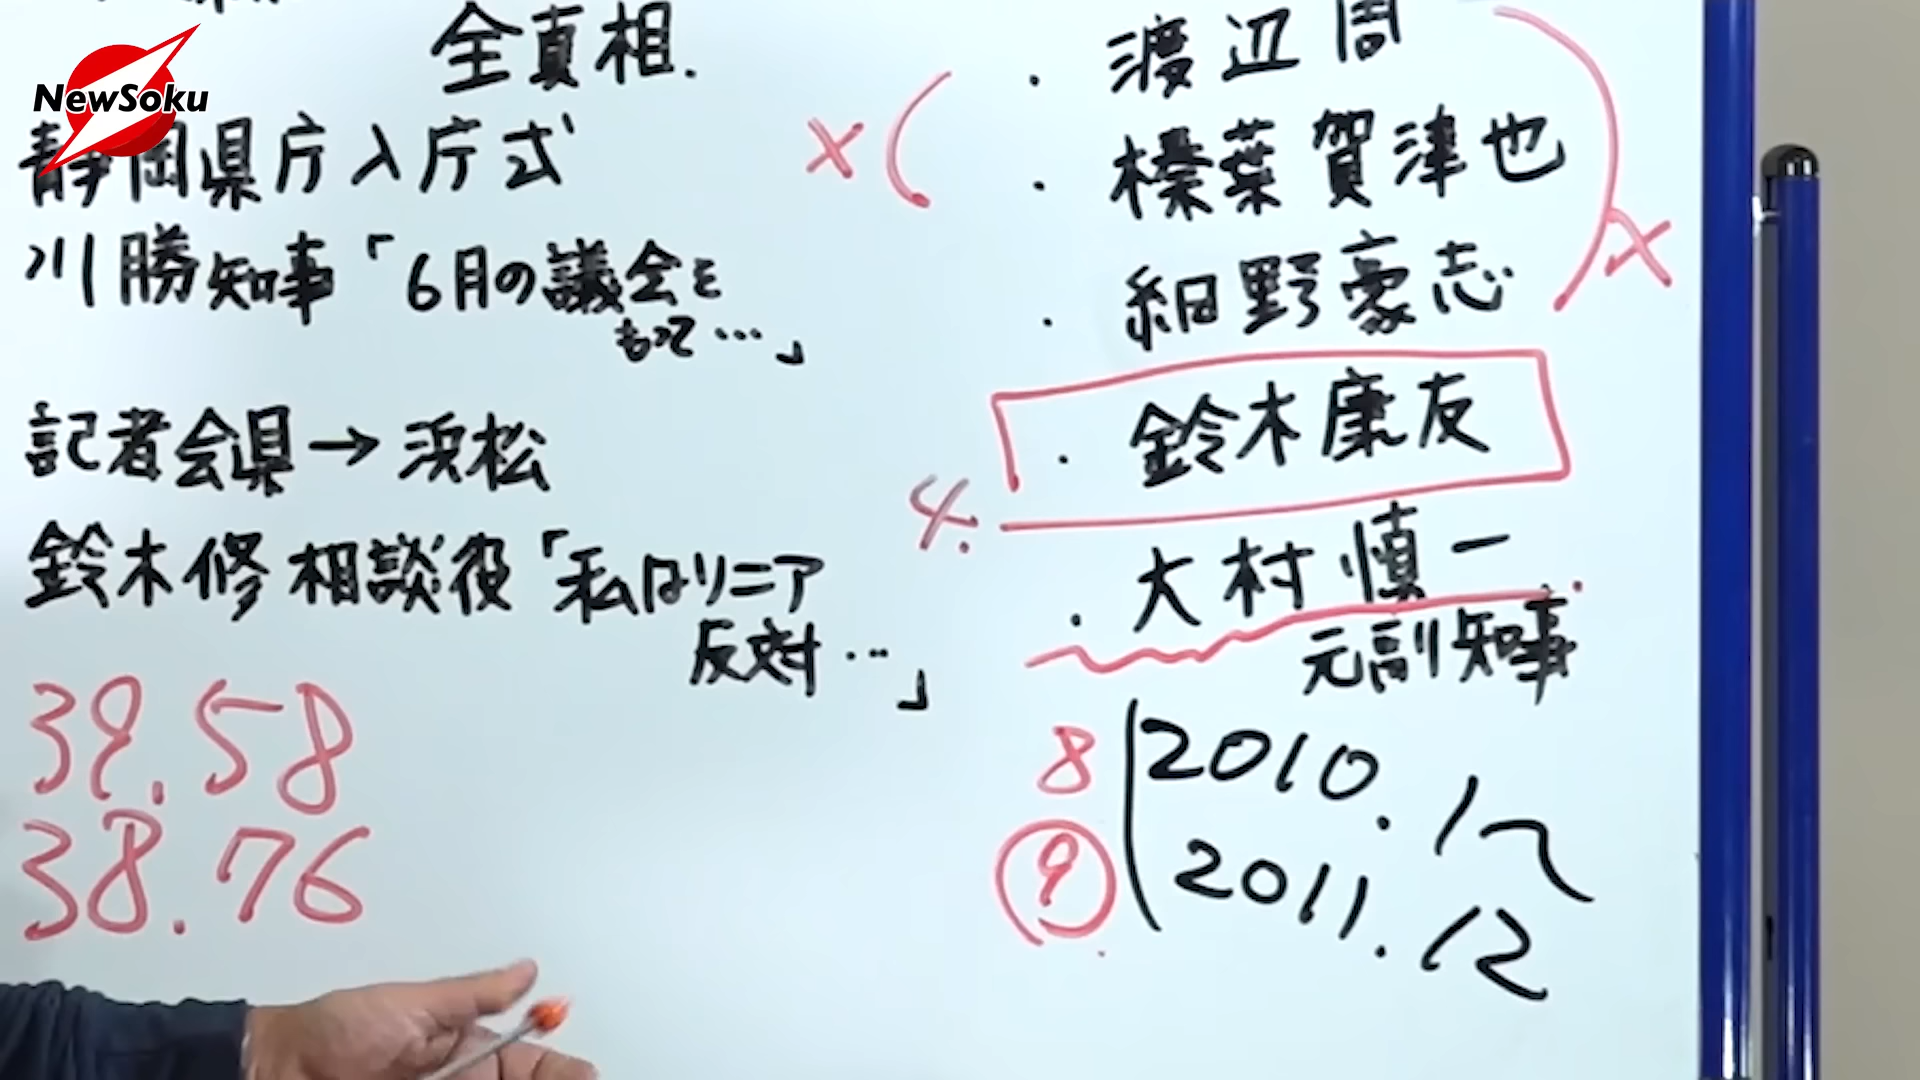 全真相.
NewSoku
静岡県庁入庁式
川勝知事「6月の議会を
もって…」
記者会見→浜松
鈴木修相談役「私はリニア
反対…」
39.58
38.76
×
・渡辺周
・榛葉賀津也
・細野豪志
×
・鈴木康友
4.
・大村慎一
元副知事
8 2010.12
9 2011.12